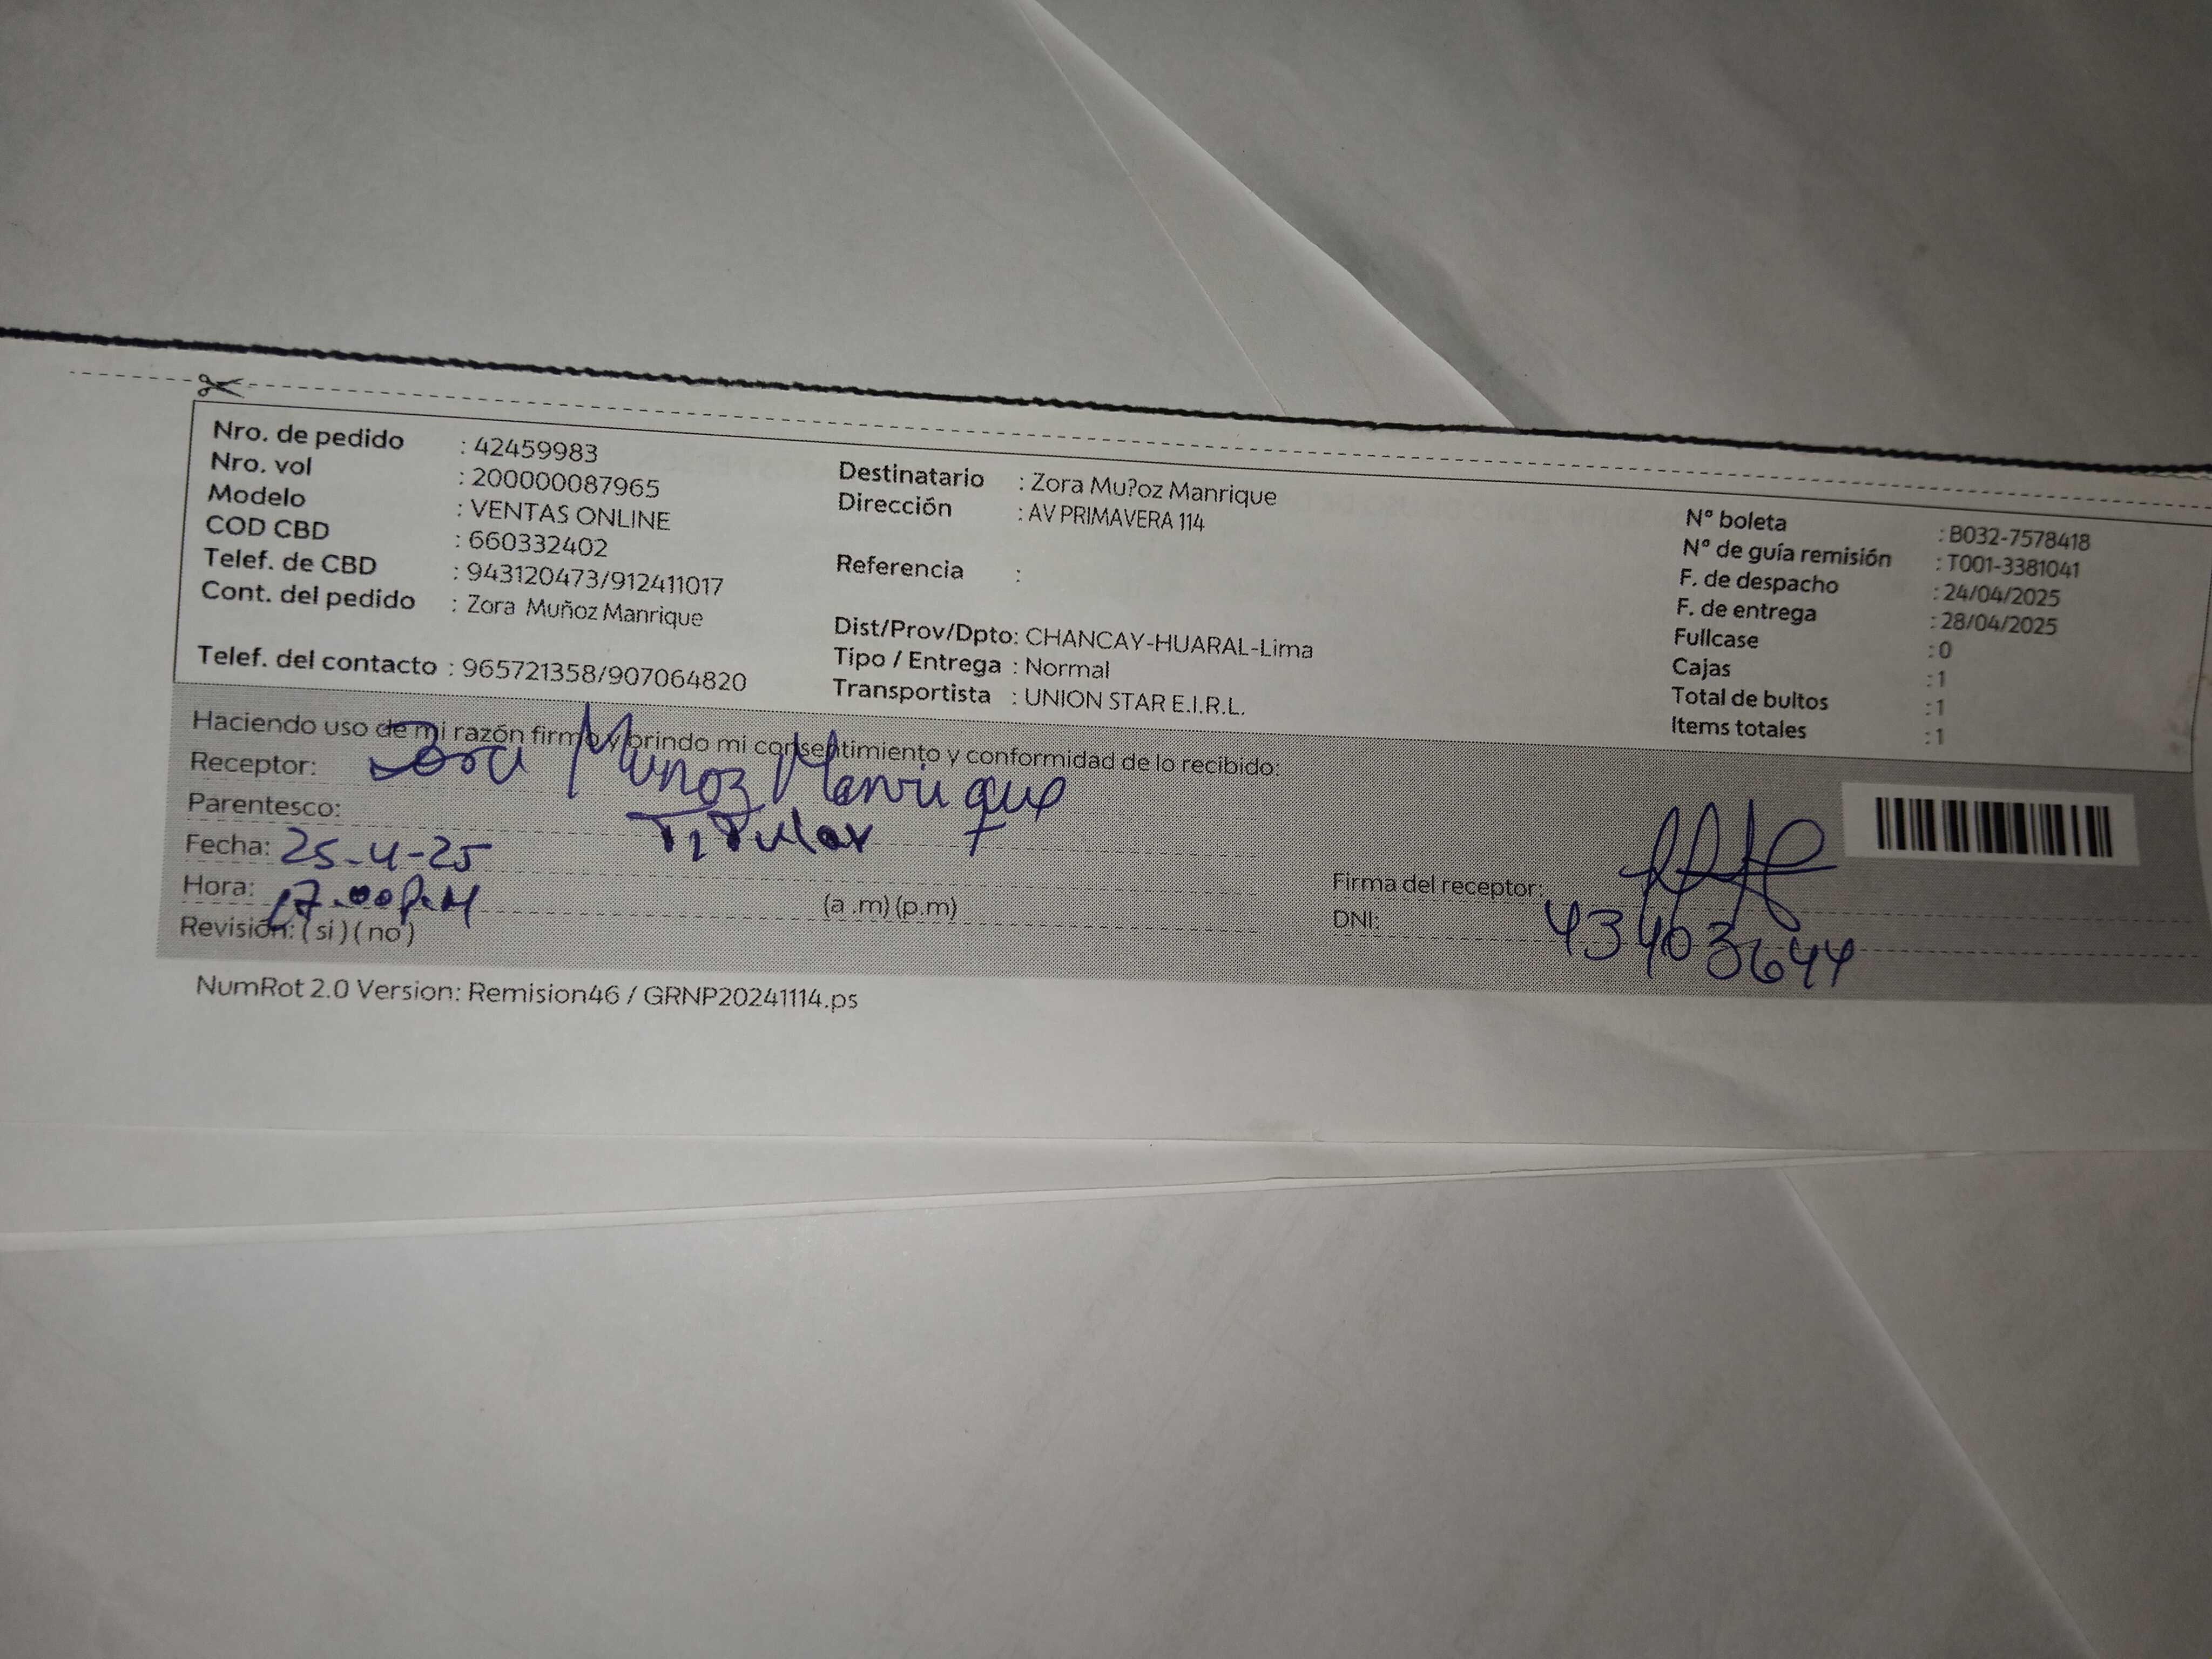 Nro. de pedido : 42459983
Nro. vol : 200000087965
Modelo : VENTAS ONLINE
COD CBD : 660332402
Telef. de CBD : 943120473/912411017
Cont. del pedido : Zora Muñoz Manrique
Telef. del contacto : 965721358/907064820
Destinatario : Zora Mu?oz Manrique
Dirección : AV PRIMAVERA 114
Referencia :
Dist/Prov/Dpto: CHANCAY-HUARAL-Lima
Tipo / Entrega : Normal
Transportista : UNION STAR E.I.R.L.
N° boleta : B032-7578418
N° de guía remisión : T001-3381041
F. de despacho : 24/04/2025
F. de entrega : 28/04/2025
Fullcase : 0
Cajas : 1
Total de bultos : 1
Items totales : 1
Haciendo uso de mi razón firmo y brindo mi consentimiento y conformidad de lo recibido:
Receptor: Zora Muñoz Manrique
Parentesco: Titular
Fecha: 25-4-25
Hora: 17.00 P.M (a .m) (p.m)
Revisión: ( si ) ( no )
Firma del receptor:
DNI: 43403644
NumRot 2.0 Version: Remision46 / GRNP20241114.ps